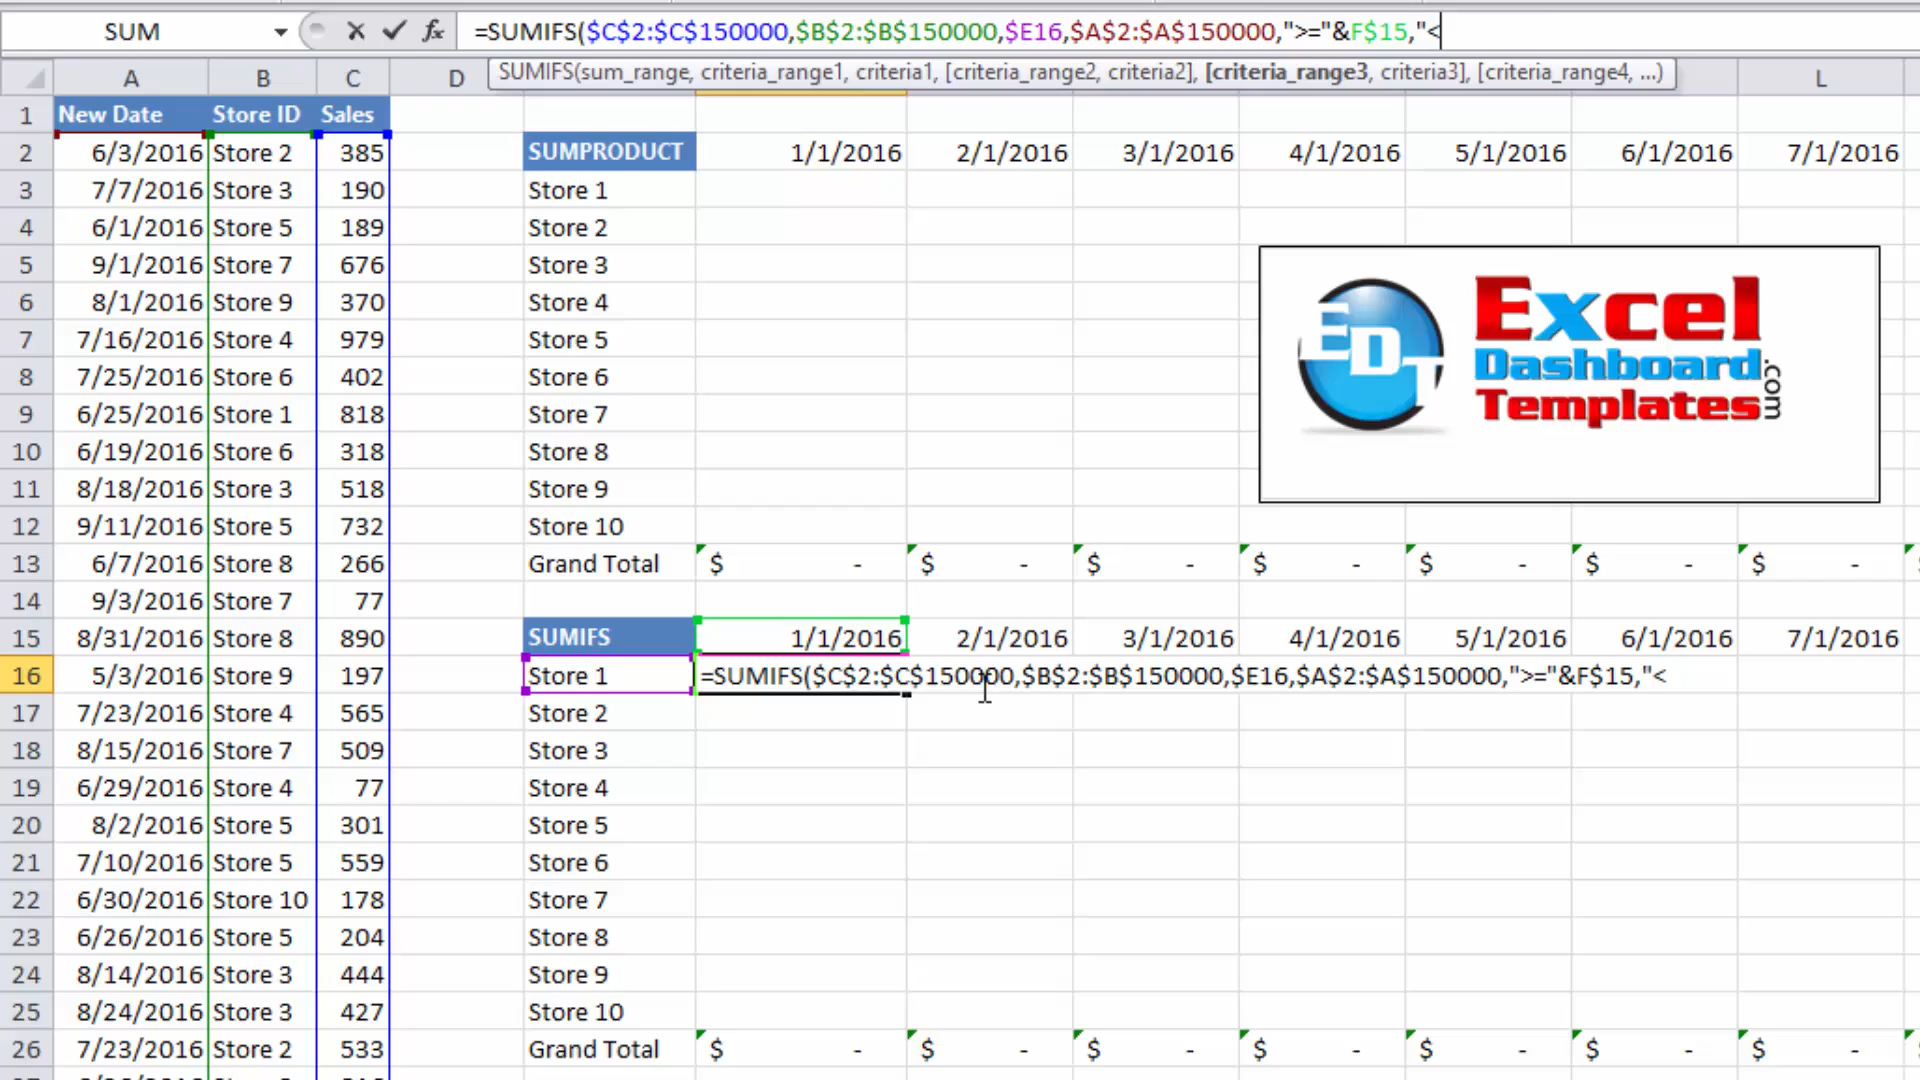 SUM =SUMIFS($C$2:$C$150000,$B$2:$B$150000,$E16,$A$2:$A$150000,">="&F$15,"<
SUMIFS(sum_range, criteria_range1, criteria1, [criteria_range2, criteria2], [criteria_range3, criteria3], [criteria_range4, ...)
A B C D L
1 New Date Store ID Sales
2 6/3/2016 Store 2 385 SUMPRODUCT 1/1/2016 2/1/2016 3/1/2016 4/1/2016 5/1/2016 6/1/2016 7/1/2016
3 7/7/2016 Store 3 190 Store 1
4 6/1/2016 Store 5 189 Store 2
5 9/1/2016 Store 7 676 Store 3
6 8/1/2016 Store 9 370 Store 4
7 7/16/2016 Store 4 979 Store 5
8 7/25/2016 Store 6 402 Store 6
9 6/25/2016 Store 1 818 Store 7
10 6/19/2016 Store 6 318 Store 8
11 8/18/2016 Store 3 518 Store 9
12 9/11/2016 Store 5 732 Store 10
13 6/7/2016 Store 8 266 Grand Total $ - $ - $ - $ - $ - $ - $ -
14 9/3/2016 Store 7 77
15 8/31/2016 Store 8 890 SUMIFS 1/1/2016 2/1/2016 3/1/2016 4/1/2016 5/1/2016 6/1/2016 7/1/2016
16 5/3/2016 Store 9 197 Store 1 =SUMIFS($C$2:$C$150000,$B$2:$B$150000,$E16,$A$2:$A$150000,">="&F$15,"<
17 7/23/2016 Store 4 565 Store 2
18 8/15/2016 Store 7 509 Store 3
19 6/29/2016 Store 4 77 Store 4
20 8/2/2016 Store 5 301 Store 5
21 7/10/2016 Store 5 559 Store 6
22 6/30/2016 Store 10 178 Store 7
23 6/26/2016 Store 5 204 Store 8
24 8/14/2016 Store 3 444 Store 9
25 8/24/2016 Store 3 427 Store 10
26 7/23/2016 Store 2 533 Grand Total $ - $ - $ - $ - $ - $ - $ -
EDT
Excel
Dashboard
Templates
.com